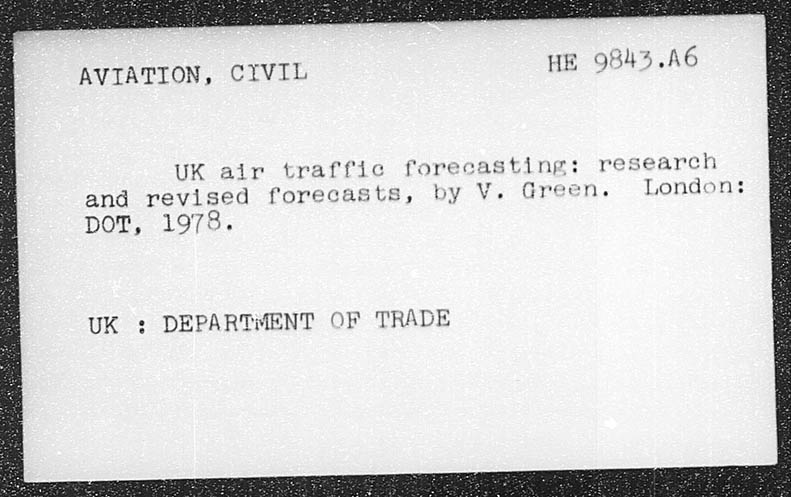 AVIATION, CIVIL
HE 9843.A6
UK air traffic forecasting: research
and revised forecasts, by V. Green. London:
DOT, 1978.
UK : DEPARTMENT OF TRADE